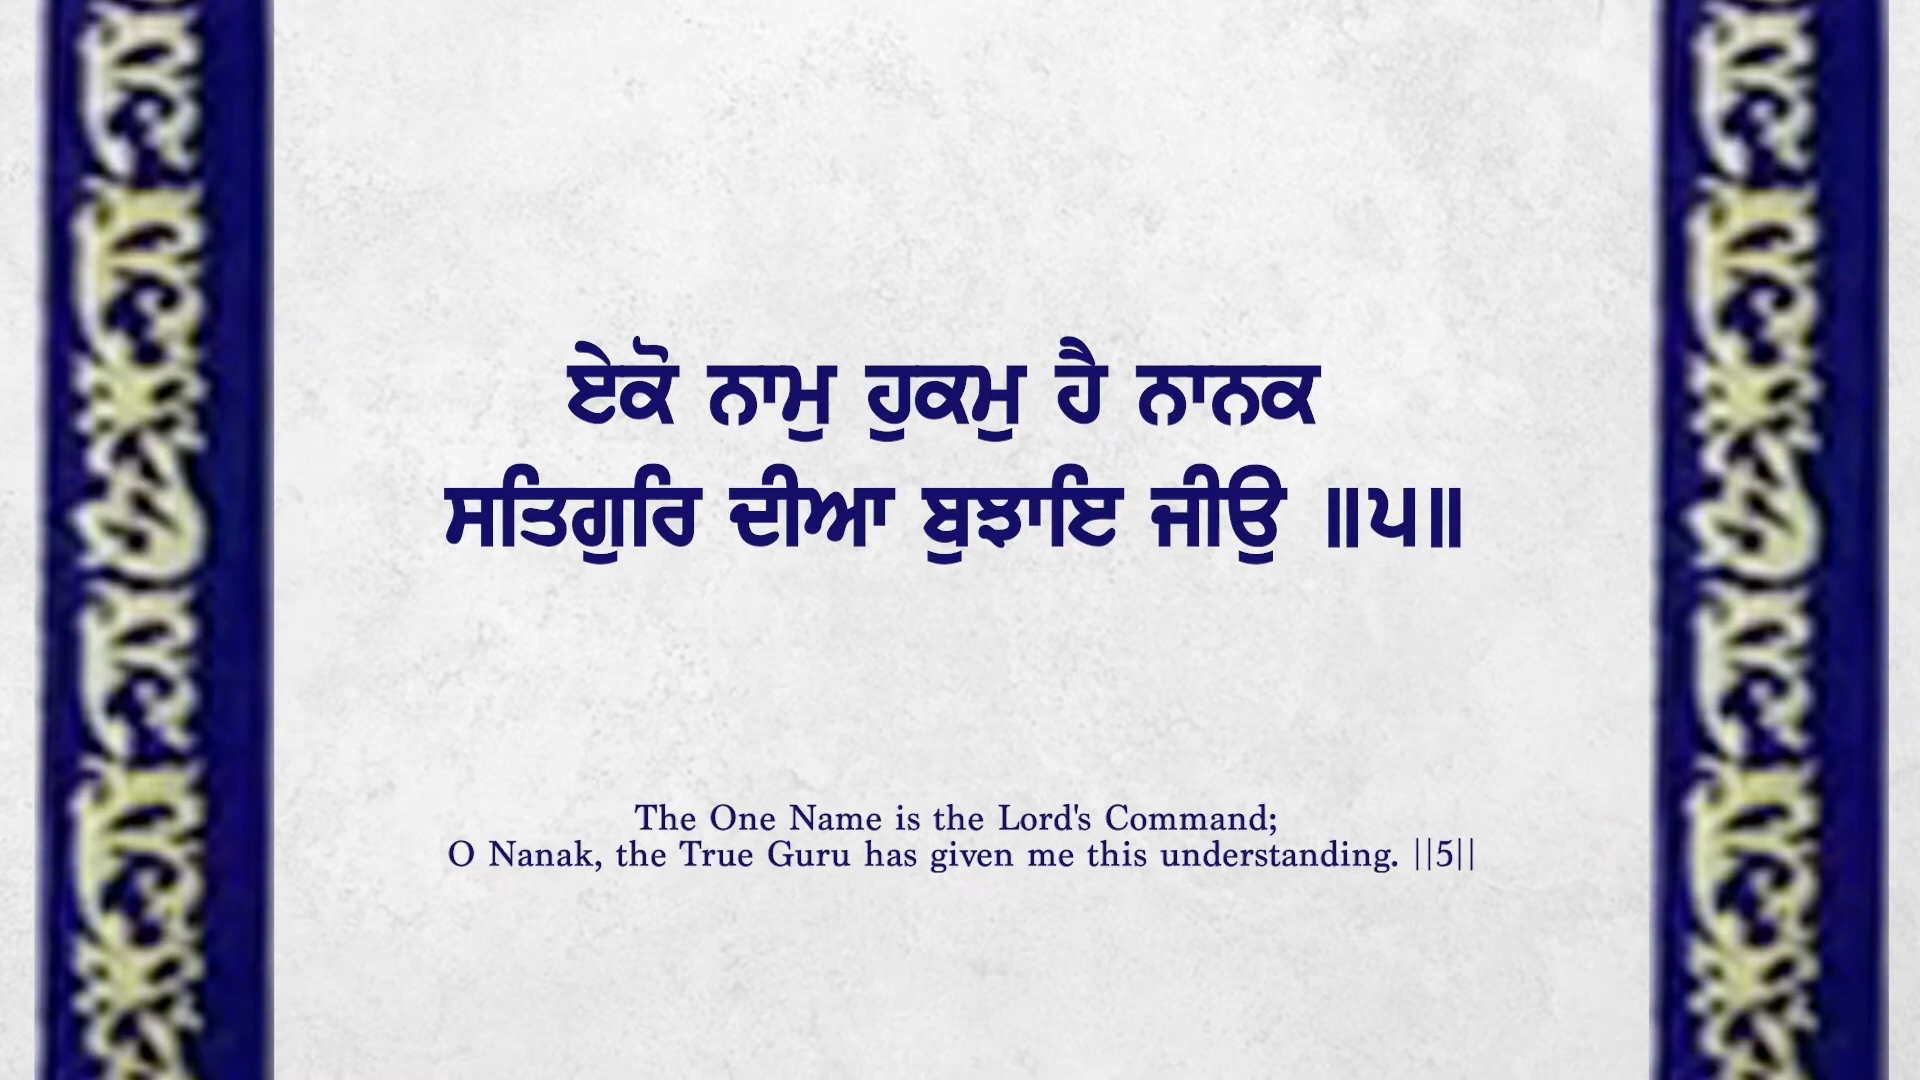 ਏਕੋ ਨਾਮੁ ਹੁਕਮੁ ਹੈ ਨਾਨਕ
ਸਤਿਗੁਰਿ ਦੀਆ ਬੁਝਾਇ ਜੀਉ ॥੫॥
The One Name is the Lord's Command;
O Nanak, the True Guru has given me this understanding. ||5||